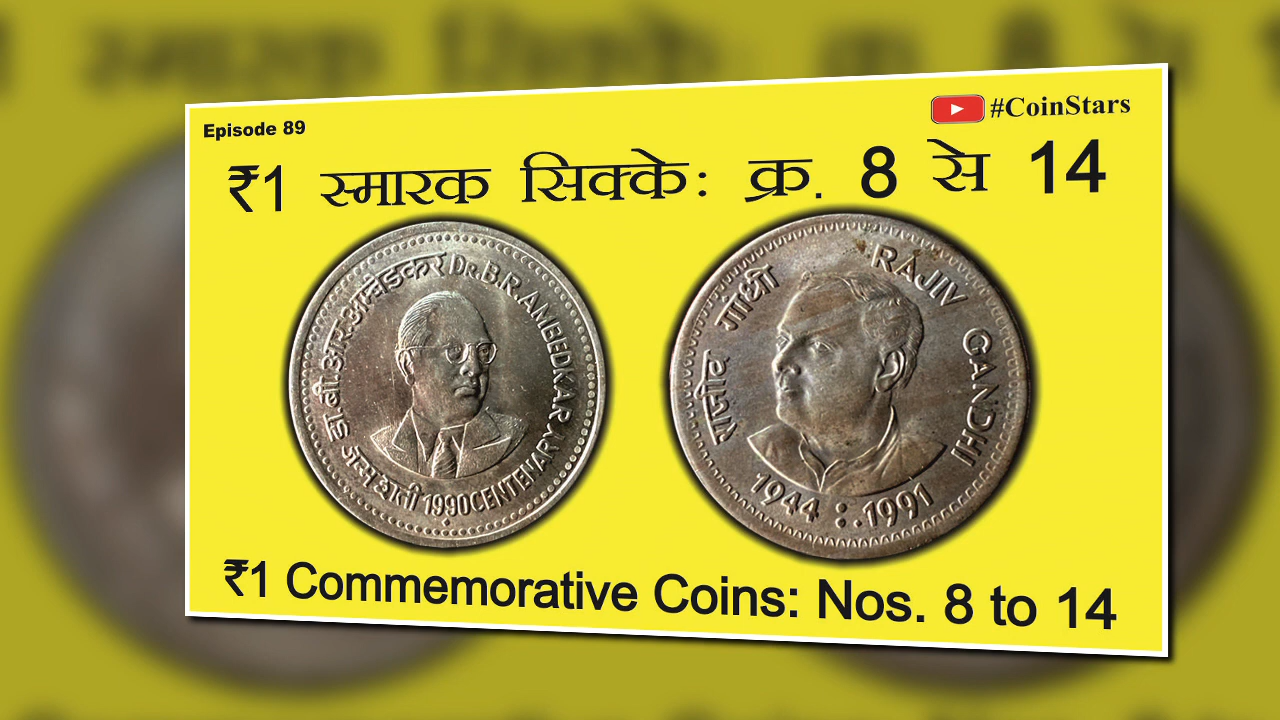 Episode 89
#CoinStars
₹1 स्मारक सिक्के: क्र. 8 से 14
डा.बी.आर.अम्बेडकर Dr.B.R.AMBEDKAR
जन्म शती 1990 CENTENARY
राजीव गांधी RAJIV GANDHI
1944 :. 1991
₹1 Commemorative Coins: Nos. 8 to 14